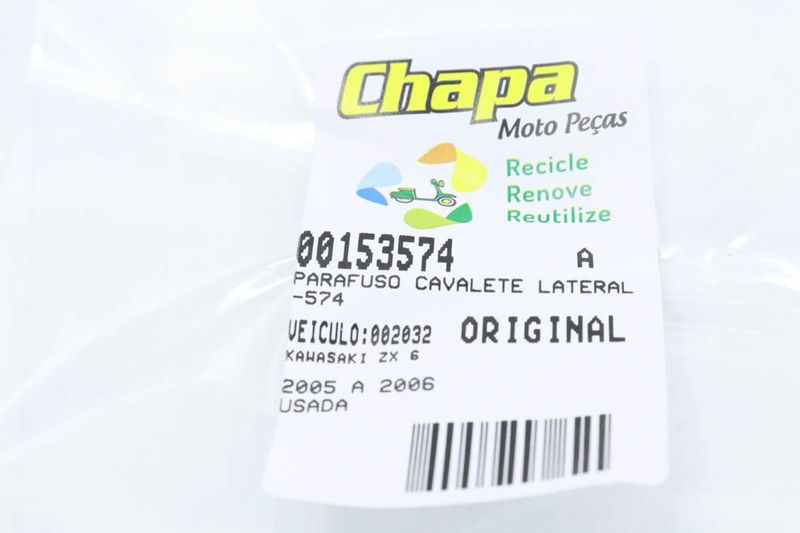 Chapa
Moto Peças
Recicle
Renove
Reutilize
00153574 A
PARAFUSO CAVALETE LATERAL
-574
VEICULO:002032 ORIGINAL
KAWASAKI ZX 6
2005 A 2006
USADA